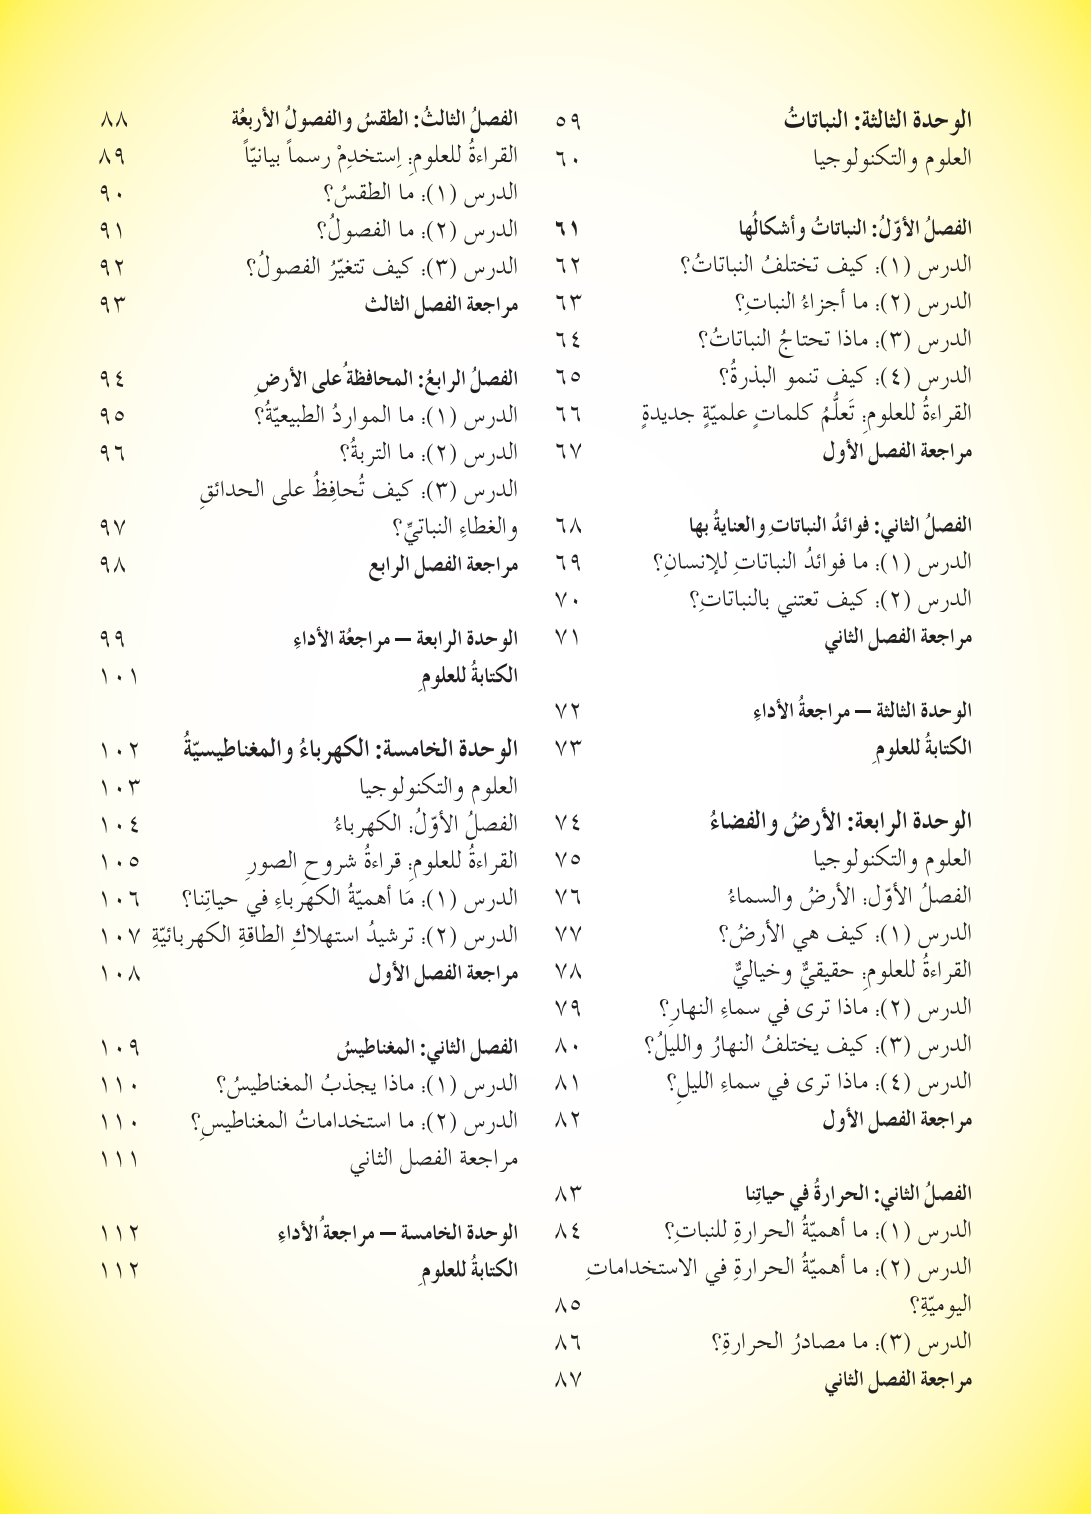 الوحدة الثالثة: النباتاتُ ٥٩
العلوم والتكنولوجيا ٦٠
الفصلُ الأوّلُ: النباتاتُ وأشكالُها ٦١
الدرس (١): كيف تختلفُ النباتاتُ؟ ٦٢
الدرس (٢): ما أجزاءُ النباتِ؟ ٦٣
الدرس (٣): ماذا تحتاجُ النباتاتُ؟ ٦٤
الدرس (٤): كيف تنمو البذرةُ؟ ٦٥
القراءةُ للعلومِ: تَعلُّمُ كلماتٍ علميّةٍ جديدةٍ ٦٦
مراجعة الفصل الأول ٦٧
الفصلُ الثاني: فوائدُ النباتاتِ والعنايةُ بها ٦٨
الدرس (١): ما فوائدُ النباتاتِ للإنسانِ؟ ٦٩
الدرس (٢): كيف تعتني بالنباتاتِ؟ ٧٠
مراجعة الفصل الثاني ٧١
الوحدة الثالثة – مراجعةُ الأداءِ ٧٢
الكتابةُ للعلومِ ٧٣
الوحدة الرابعة: الأرضُ والفضاءُ ٧٤
العلوم والتكنولوجيا ٧٥
الفصلُ الأوّل: الأرضُ والسماءُ ٧٦
الدرس (١): كيف هي الأرضُ؟ ٧٧
القراءةُ للعلومِ: حقيقيٌّ وخياليٌّ ٧٨
الدرس (٢): ماذا ترى في سماءِ النهارِ؟ ٧٩
الدرس (٣): كيف يختلفُ النهارُ والليلُ؟ ٨٠
الدرس (٤): ماذا ترى في سماءِ الليلِ؟ ٨١
مراجعة الفصل الأول ٨٢
الفصلُ الثاني: الحرارةُ في حياتِنا ٨٣
الدرس (١): ما أهميّةُ الحرارةِ للنباتِ؟ ٨٤
الدرس (٢): ما أهميّةُ الحرارةِ في الاستخداماتِ
اليوميّةِ؟ ٨٥
الدرس (٣): ما مصادرُ الحرارةِ؟ ٨٦
مراجعة الفصل الثاني ٨٧
الفصلُ الثالثُ: الطقسُ والفصولُ الأربعُة ٨٨
القراءةُ للعلومِ: إستخدِمْ رسماً بيانيّاً ٨٩
الدرس (١): ما الطقسُ؟ ٩٠
الدرس (٢): ما الفصولُ؟ ٩١
الدرس (٣): كيف تتغيّرُ الفصولُ؟ ٩٢
مراجعة الفصل الثالث ٩٣
الفصلُ الرابعُ: المحافظةُ على الأرضِ ٩٤
الدرس (١): ما المواردُ الطبيعيّةُ؟ ٩٥
الدرس (٢): ما التربةُ؟ ٩٦
الدرس (٣): كيف تُحافِظُ على الحدائقِ
والغطاءِ النباتيِّ؟ ٩٧
مراجعة الفصل الرابع ٩٨
الوحدة الرابعة – مراجعُة الأداءِ ٩٩
الكتابةُ للعلومِ ١٠١
الوحدة الخامسة: الكهرباءُ والمغناطيسيّةُ ١٠٢
العلوم والتكنولوجيا ١٠٣
الفصلُ الأوّلُ: الكهرباءُ ١٠٤
القراءةُ للعلومِ: قراءةُ شروحِ الصورِ ١٠٥
الدرس (١): مَا أهميّةُ الكهرباءِ في حياتِنا؟ ١٠٦
الدرس (٢): ترشيدُ استهلاكِ الطاقةِ الكهربائيّةِ ١٠٧
مراجعة الفصل الأول ١٠٨
الفصل الثاني: المغناطيسُ ١٠٩
الدرس (١): ماذا يجذبُ المغناطيسُ؟ ١١٠
الدرس (٢): ما استخداماتُ المغناطيسِ؟ ١١٠
مراجعة الفصل الثاني ١١١
الوحدة الخامسة – مراجعةُ الأداءِ ١١٢
الكتابةُ للعلومِ ١١٢